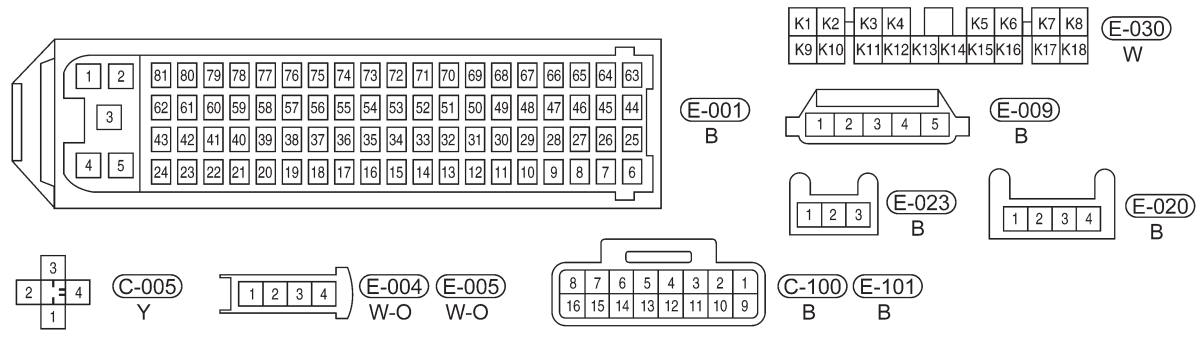 1 2 81 80 79 78 77 76 75 74 73 72 71 70 69 68 67 66 65 64 63
3 62 61 60 59 58 57 56 55 54 53 52 51 50 49 48 47 46 45 44
43 42 41 40 39 38 37 36 35 34 33 32 31 30 29 28 27 26 25
4 5 24 23 22 21 20 19 18 17 16 15 14 13 12 11 10 9 8 7 6
E-001
B
K1 K2 K3 K4 K5 K6 K7 K8
K9 K10 K11 K12 K13 K14 K15 K16 K17 K18
E-030
W
1 2 3 4 5
E-009
B
1 2 3
E-023
B
1 2 3 4
E-020
B
3
2 4
1
C-005
Y
1 2 3 4
E-004 E-005
W-O W-O
8 7 6 5 4 3 2 1
16 15 14 13 12 11 10 9
C-100 E-101
B B